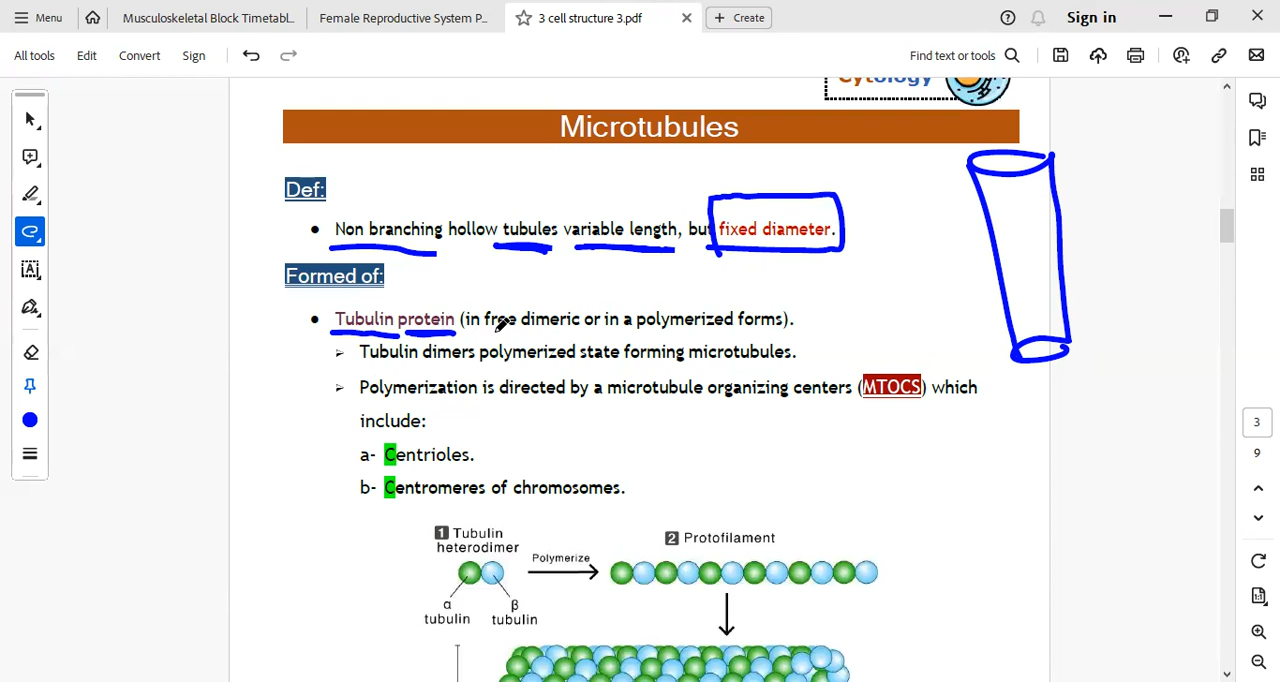 Menu
Musculoskeletal Block Timetabl...
Female Reproductive System P...
3 cell structure 3.pdf
Create
Sign in
All tools
Edit
Convert
Sign
Find text or tools
Cytology
Microtubules
Def:
• Non branching hollow tubules variable length, but fixed diameter.
Formed of:
• Tubulin protein (in free dimeric or in a polymerized forms).
➢ Tubulin dimers polymerized state forming microtubules.
➢ Polymerization is directed by a microtubule organizing centers (MTOCS) which
include:
a- Centrioles.
b- Centromeres of chromosomes.
1 Tubulin
heterodimer
Polymerize
2 Protofilament
α
tubulin
β
tubulin
3
9
1:1